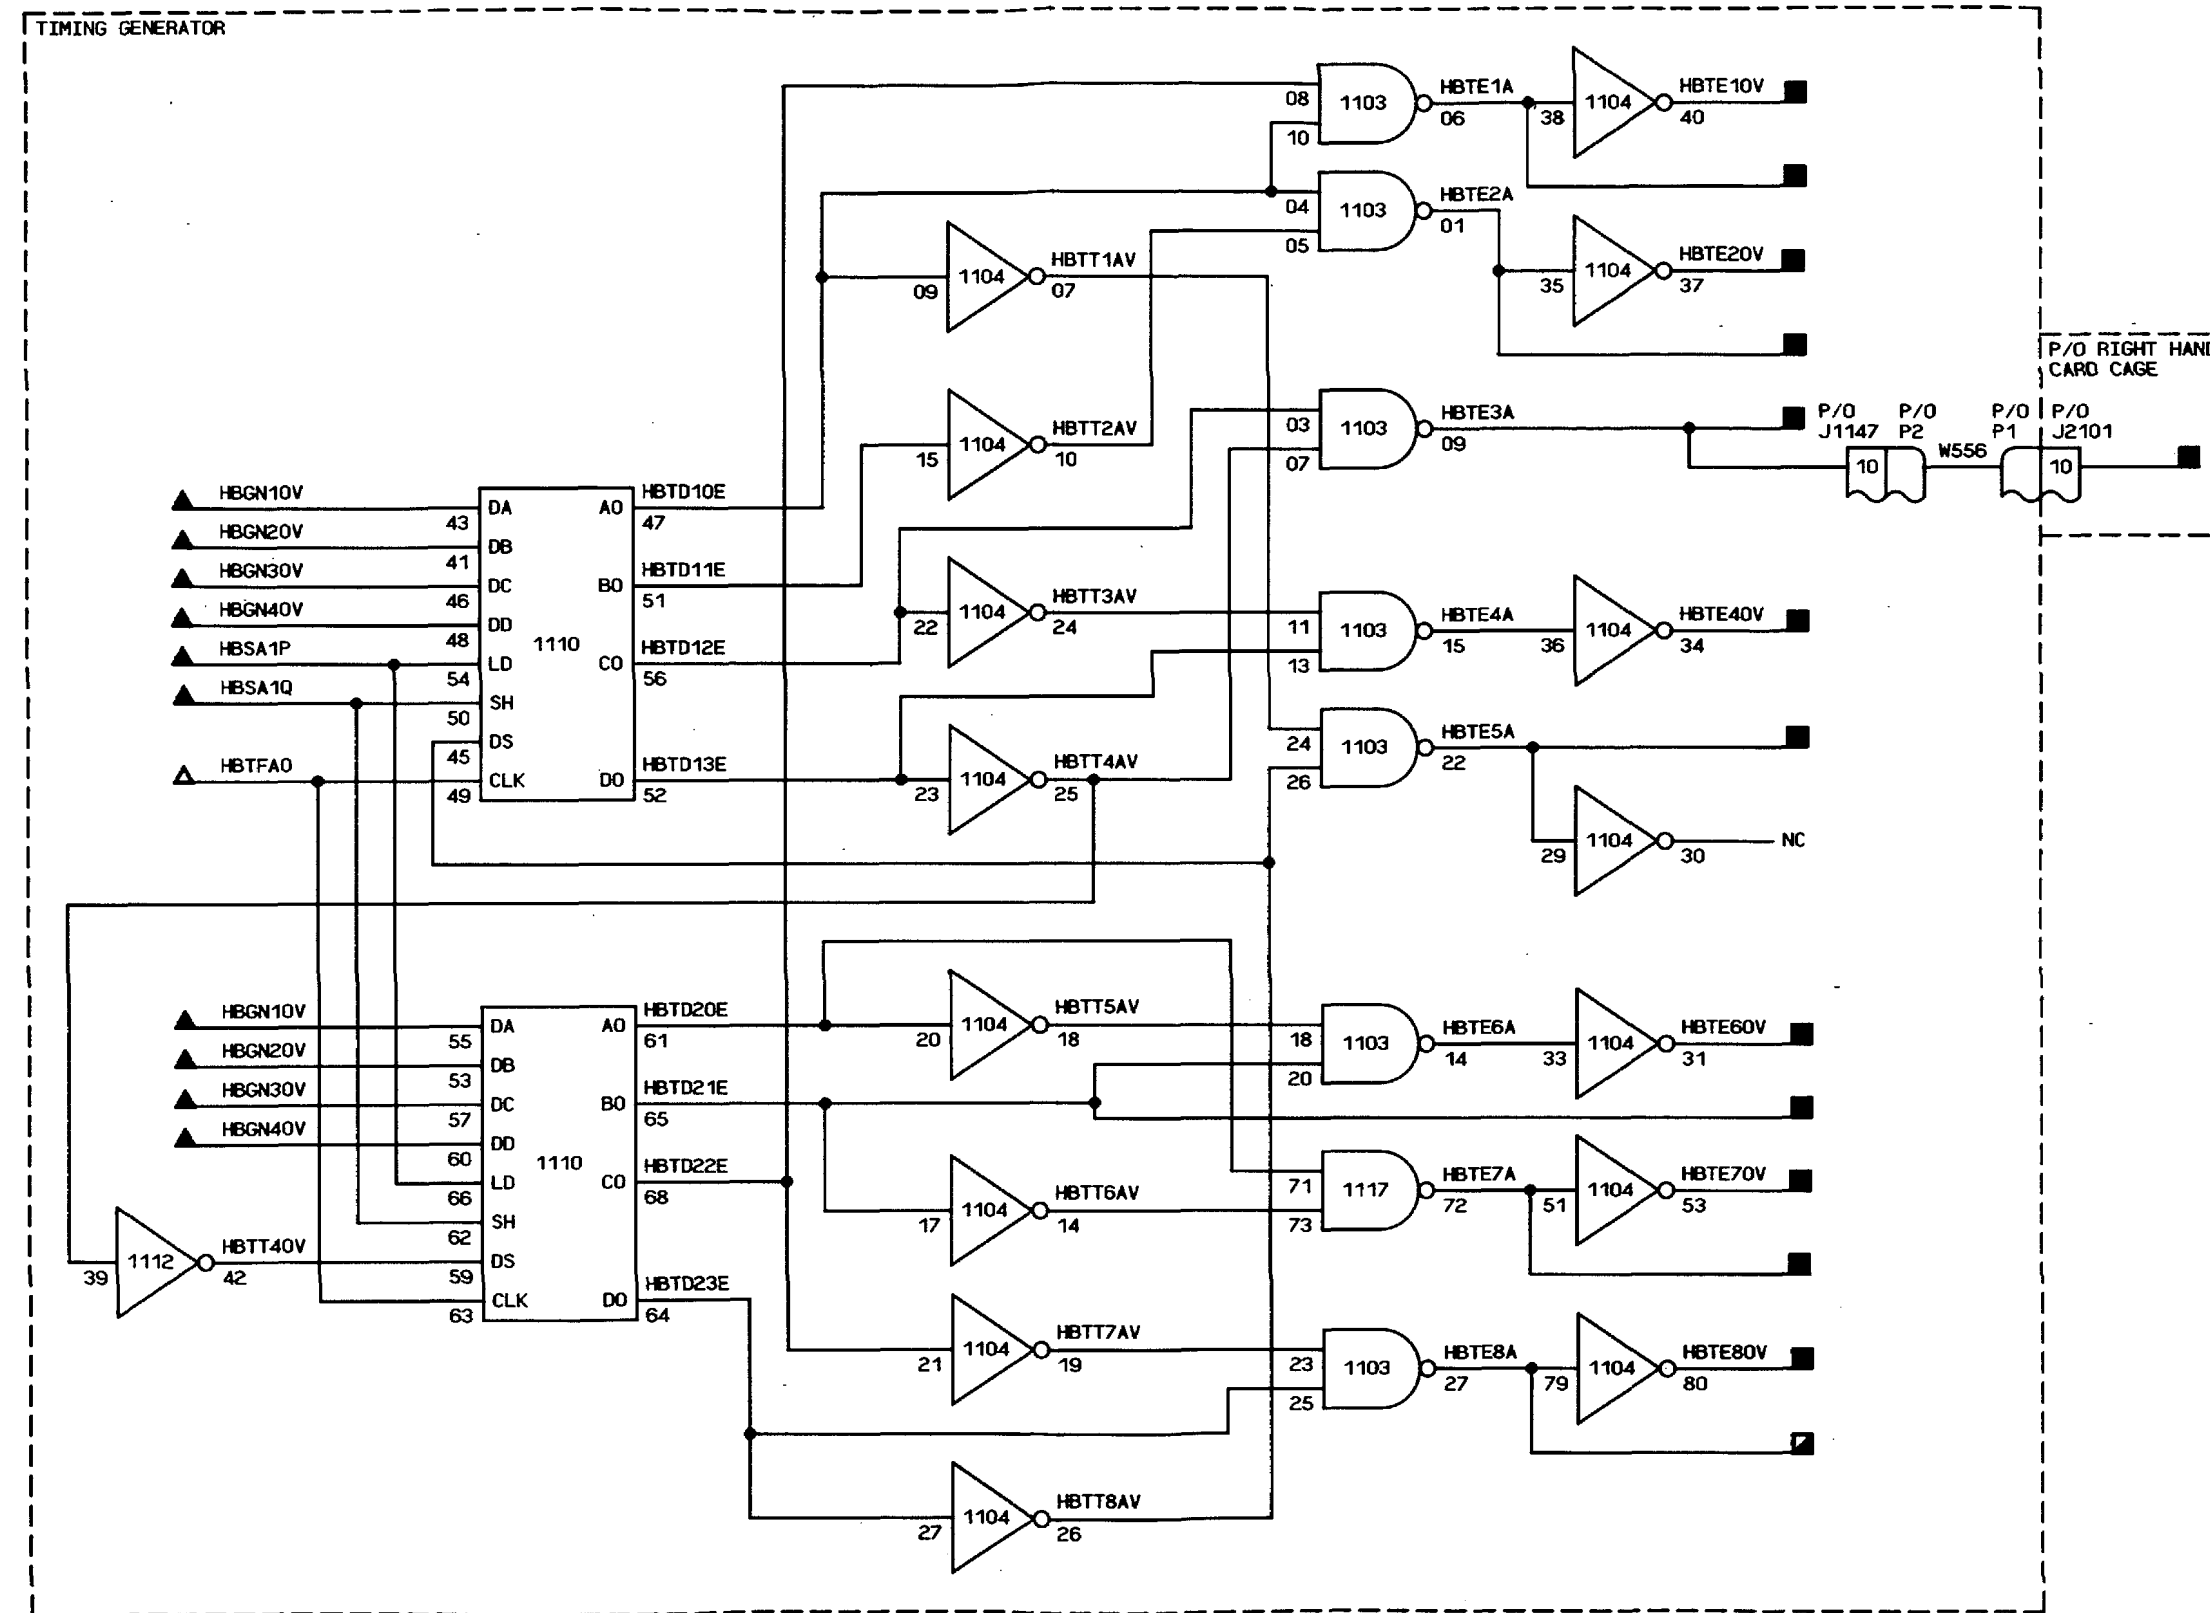 TIMING GENERATOR
08
10
1103
HBTE1A
06
38
1104
HBTE10V
40
04
05
1103
HBTE2A
01
35
1104
HBTE20V
37
09
1104
HBTT1AV
07
P/O RIGHT HAND
CARD CAGE
15
1104
HBTT2AV
10
03
07
1103
HBTE3A
09
P/O
J1147
P/O
P2
W556
P/O
P1
P/O
J2101
10
10
HBGN10V
43
HBGN20V
41
HBGN30V
46
HBGN40V
48
HBSA1P
54
HBSA1Q
50
45
HBTFA0
49
DA
DB
DC
DD
LD
SH
DS
CLK
1110
A0
B0
C0
D0
HBTD10E
47
HBTD11E
51
HBTD12E
56
HBTD13E
52
22
1104
HBTT3AV
24
11
13
1103
HBTE4A
15
36
1104
HBTE40V
34
23
1104
HBTT4AV
25
24
26
1103
HBTE5A
22
29
1104
30
NC
HBGN10V
55
HBGN20V
53
HBGN30V
57
HBGN40V
60
66
62
59
63
DA
DB
DC
DD
LD
SH
DS
CLK
1110
A0
B0
C0
D0
HBTD20E
61
HBTD21E
65
HBTD22E
68
HBTD23E
64
39
1112
HBTT40V
42
20
1104
HBTT5AV
18
18
20
1103
HBTE6A
14
33
1104
HBTE60V
31
17
1104
HBTT6AV
14
71
73
1117
HBTE7A
72
51
1104
HBTE70V
53
21
1104
HBTT7AV
19
23
25
1103
HBTE8A
27
79
1104
HBTE80V
80
27
1104
HBTT8AV
26